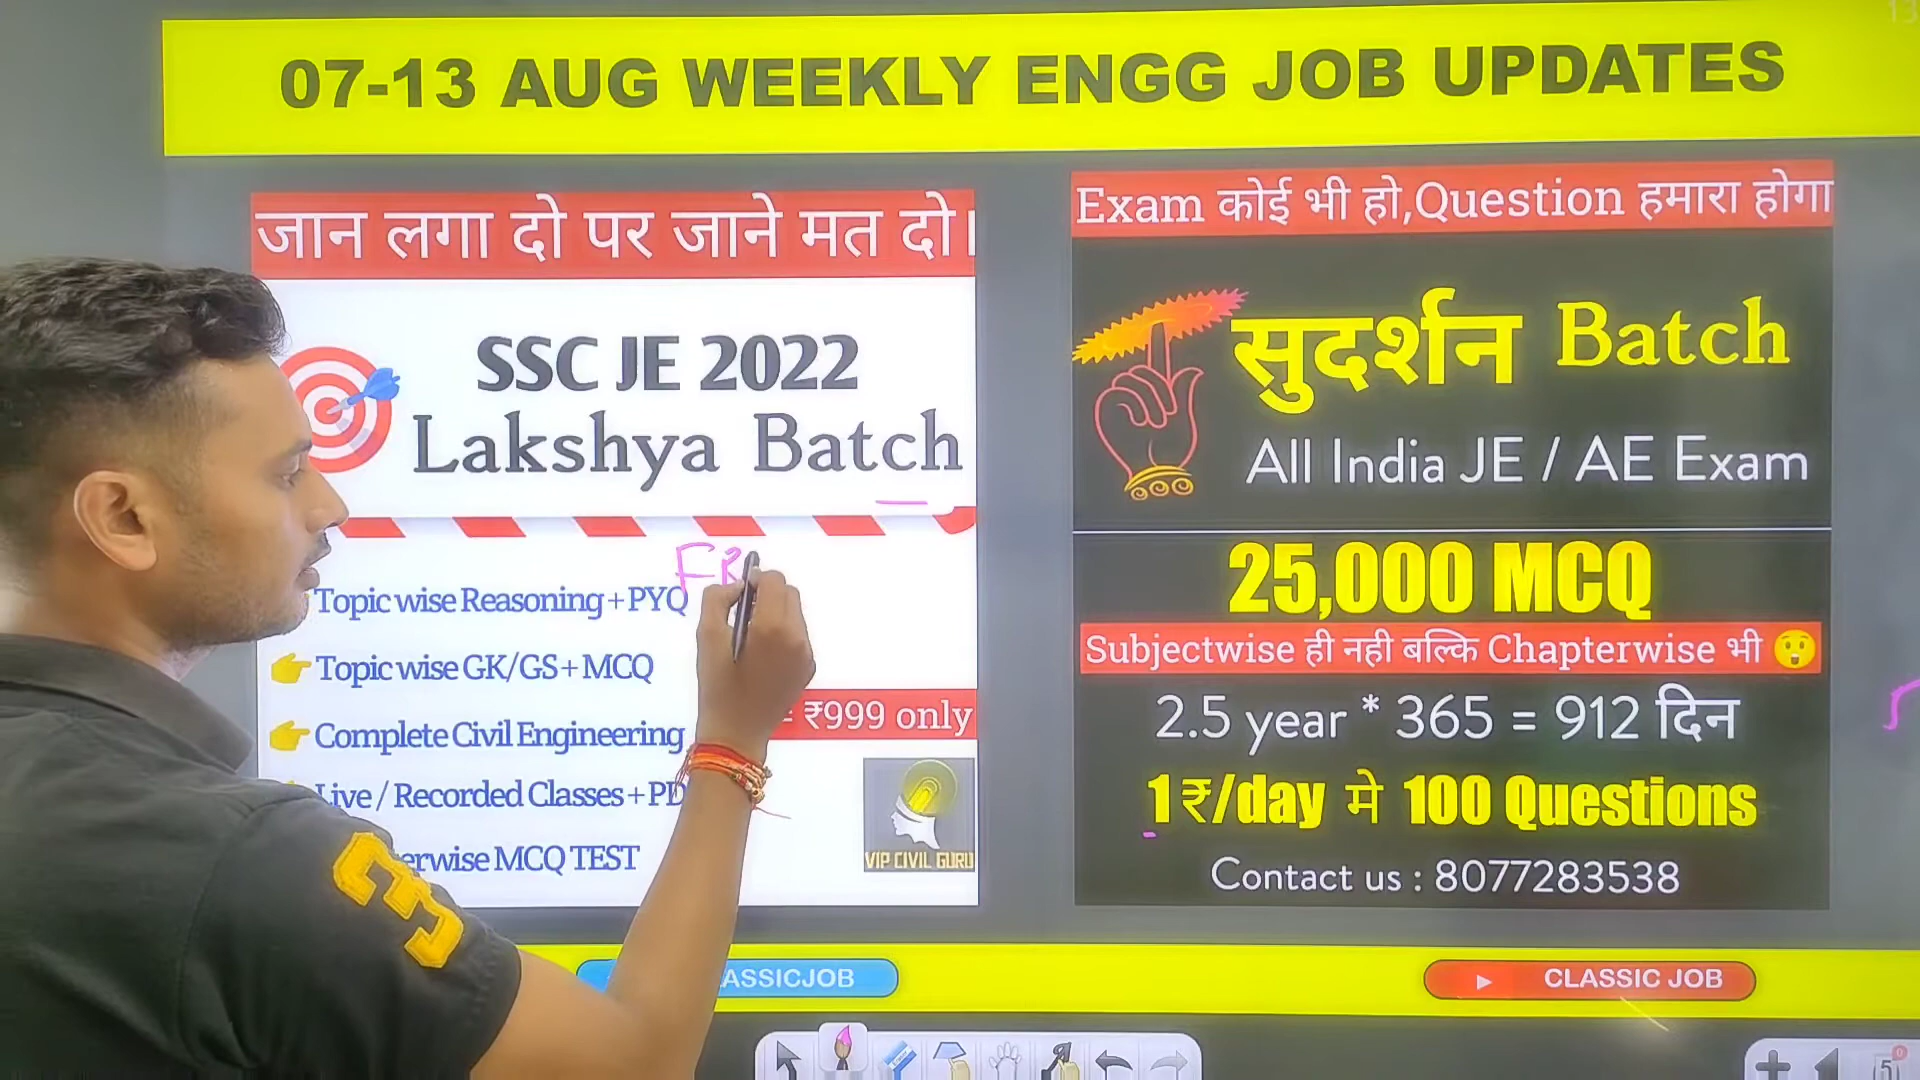 07-13 AUG WEEKLY ENGG JOB UPDATES
जान लगा दो पर जाने मत दो।
SSC JE 2022
Lakshya Batch
Topic wise Reasoning + PYQ
Topic wise GK/GS + MCQ
Complete Civil Engineering
Live / Recorded Classes +
MCQ TEST
= ₹999 only
VIP CIVIL GURU
Exam कोई भी हो,Question हमारा होगा
सुदर्शन Batch
All India JE / AE Exam
25,000 MCQ
Subjectwise ही नही बल्कि Chapterwise भी 😲
2.5 year * 365 = 912 दिन
1₹/day मे 100 Questions
Contact us : 8077283538
ASSICJOB
CLASSIC JOB
3